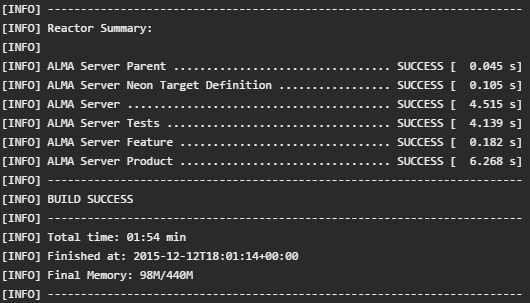 [INFO] ------------------------------------------------------------------------
[INFO] Reactor Summary:
[INFO]
[INFO] ALMA Server Parent ................................. SUCCESS [  0.045 s]
[INFO] ALMA Server Neon Target Definition ................. SUCCESS [  0.105 s]
[INFO] ALMA Server ........................................ SUCCESS [  4.515 s]
[INFO] ALMA Server Tests .................................. SUCCESS [  4.139 s]
[INFO] ALMA Server Feature ................................ SUCCESS [  0.182 s]
[INFO] ALMA Server Product ................................ SUCCESS [  6.268 s]
[INFO] ------------------------------------------------------------------------
[INFO] BUILD SUCCESS
[INFO] ------------------------------------------------------------------------
[INFO] Total time: 01:54 min
[INFO] Finished at: 2015-12-12T18:01:14+00:00
[INFO] Final Memory: 98M/440M
[INFO] ------------------------------------------------------------------------